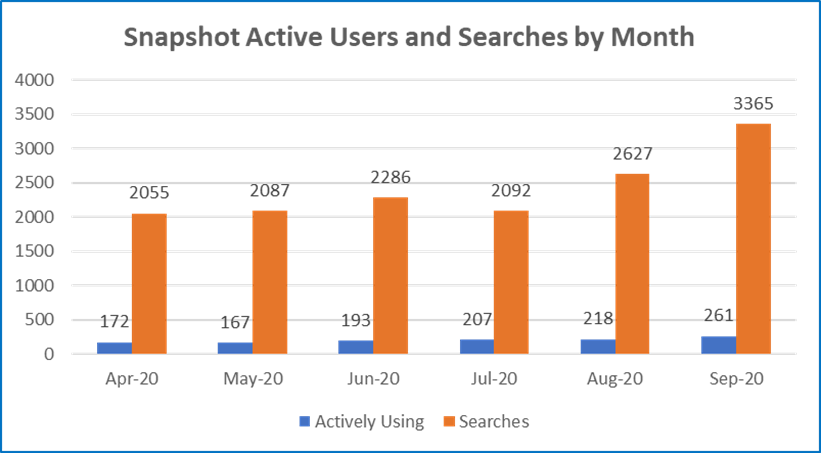 Snapshot Active Users and Searches by Month
4000
3500
3000
2500
2000
1500
1000
500
0
172
2055
167
2087
193
2286
207
2092
218
2627
261
3365
Apr-20
May-20
Jun-20
Jul-20
Aug-20
Sep-20
Actively Using
Searches